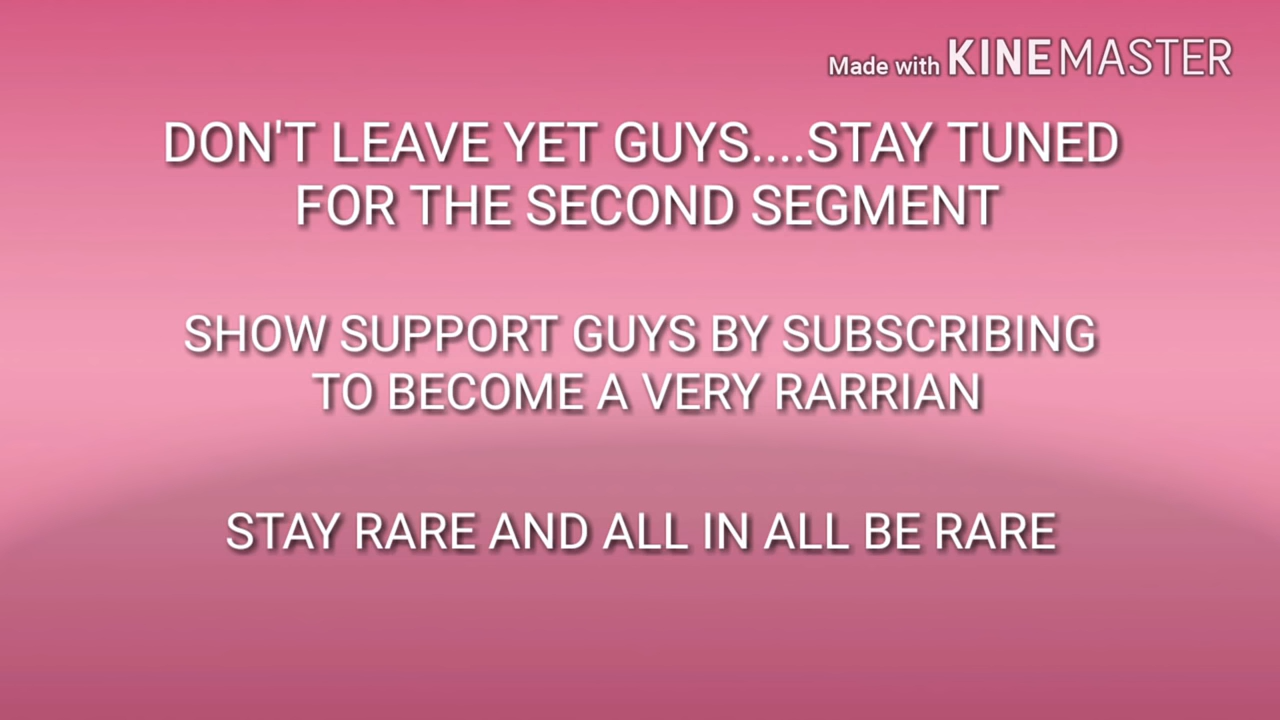 Made with KINEMASTER
DON'T LEAVE YET GUYS....STAY TUNED
FOR THE SECOND SEGMENT
SHOW SUPPORT GUYS BY SUBSCRIBING
TO BECOME A VERY RARRIAN
STAY RARE AND ALL IN ALL BE RARE